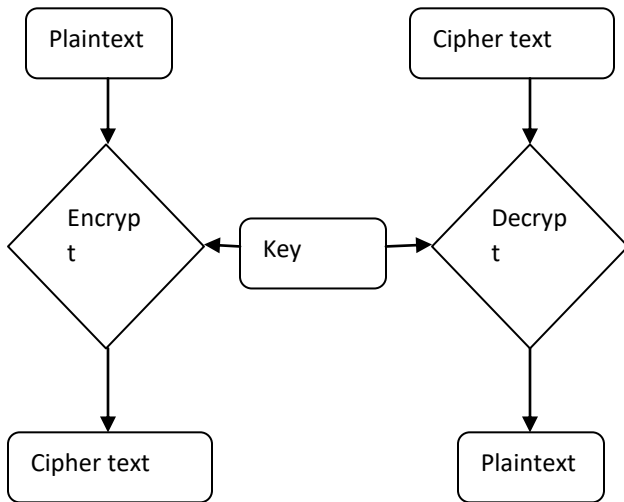 Plaintext
Cipher text
Encryp
t
Key
Decryp
t
Cipher text
Plaintext